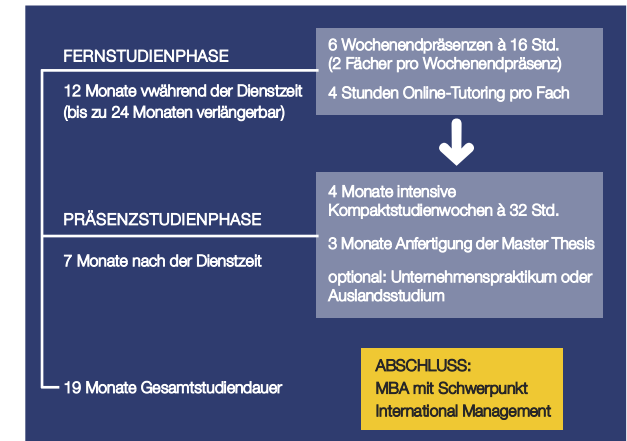 FERNSTUDIENPHASE
12 Monate vwährend der Dienstzeit
(bis zu 24 Monaten verlängerbar)
6 Wochenendpräsenzen à 16 Std.
(2 Fächer pro Wochenendpräsenz)
4 Stunden Online-Tutoring pro Fach
PRÄSENZSTUDIENPHASE
7 Monate nach der Dienstzeit
4 Monate intensive
Kompaktstudienwochen à 32 Std.
3 Monate Anfertigung der Master Thesis
optional: Unternehmenspraktikum oder
Auslandsstudium
19 Monate Gesamtstudiendauer
ABSCHLUSS:
MBA mit Schwerpunkt
International Management